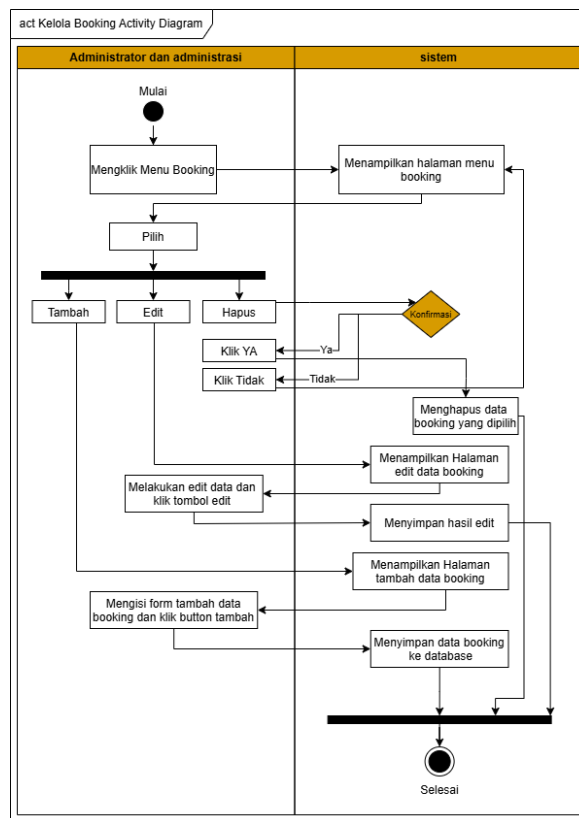 act Kelola Booking Activity Diagram
Administrator dan administrasi
sistem
Mulai
Mengklik Menu Booking
Menampilkan halaman menu
booking
Pilih
Tambah
Edit
Hapus
Konfirmasi
Klik YA
Ya
Klik Tidak
Tidak
Menghapus data
booking yang dipilih
Menampilkan Halaman
edit data booking
Melakukan edit data dan
klik tombol edit
Menyimpan hasil edit
Menampilkan Halaman
tambah data booking
Mengisi form tambah data
booking dan klik button tambah
Menyimpan data booking
ke database
Selesai